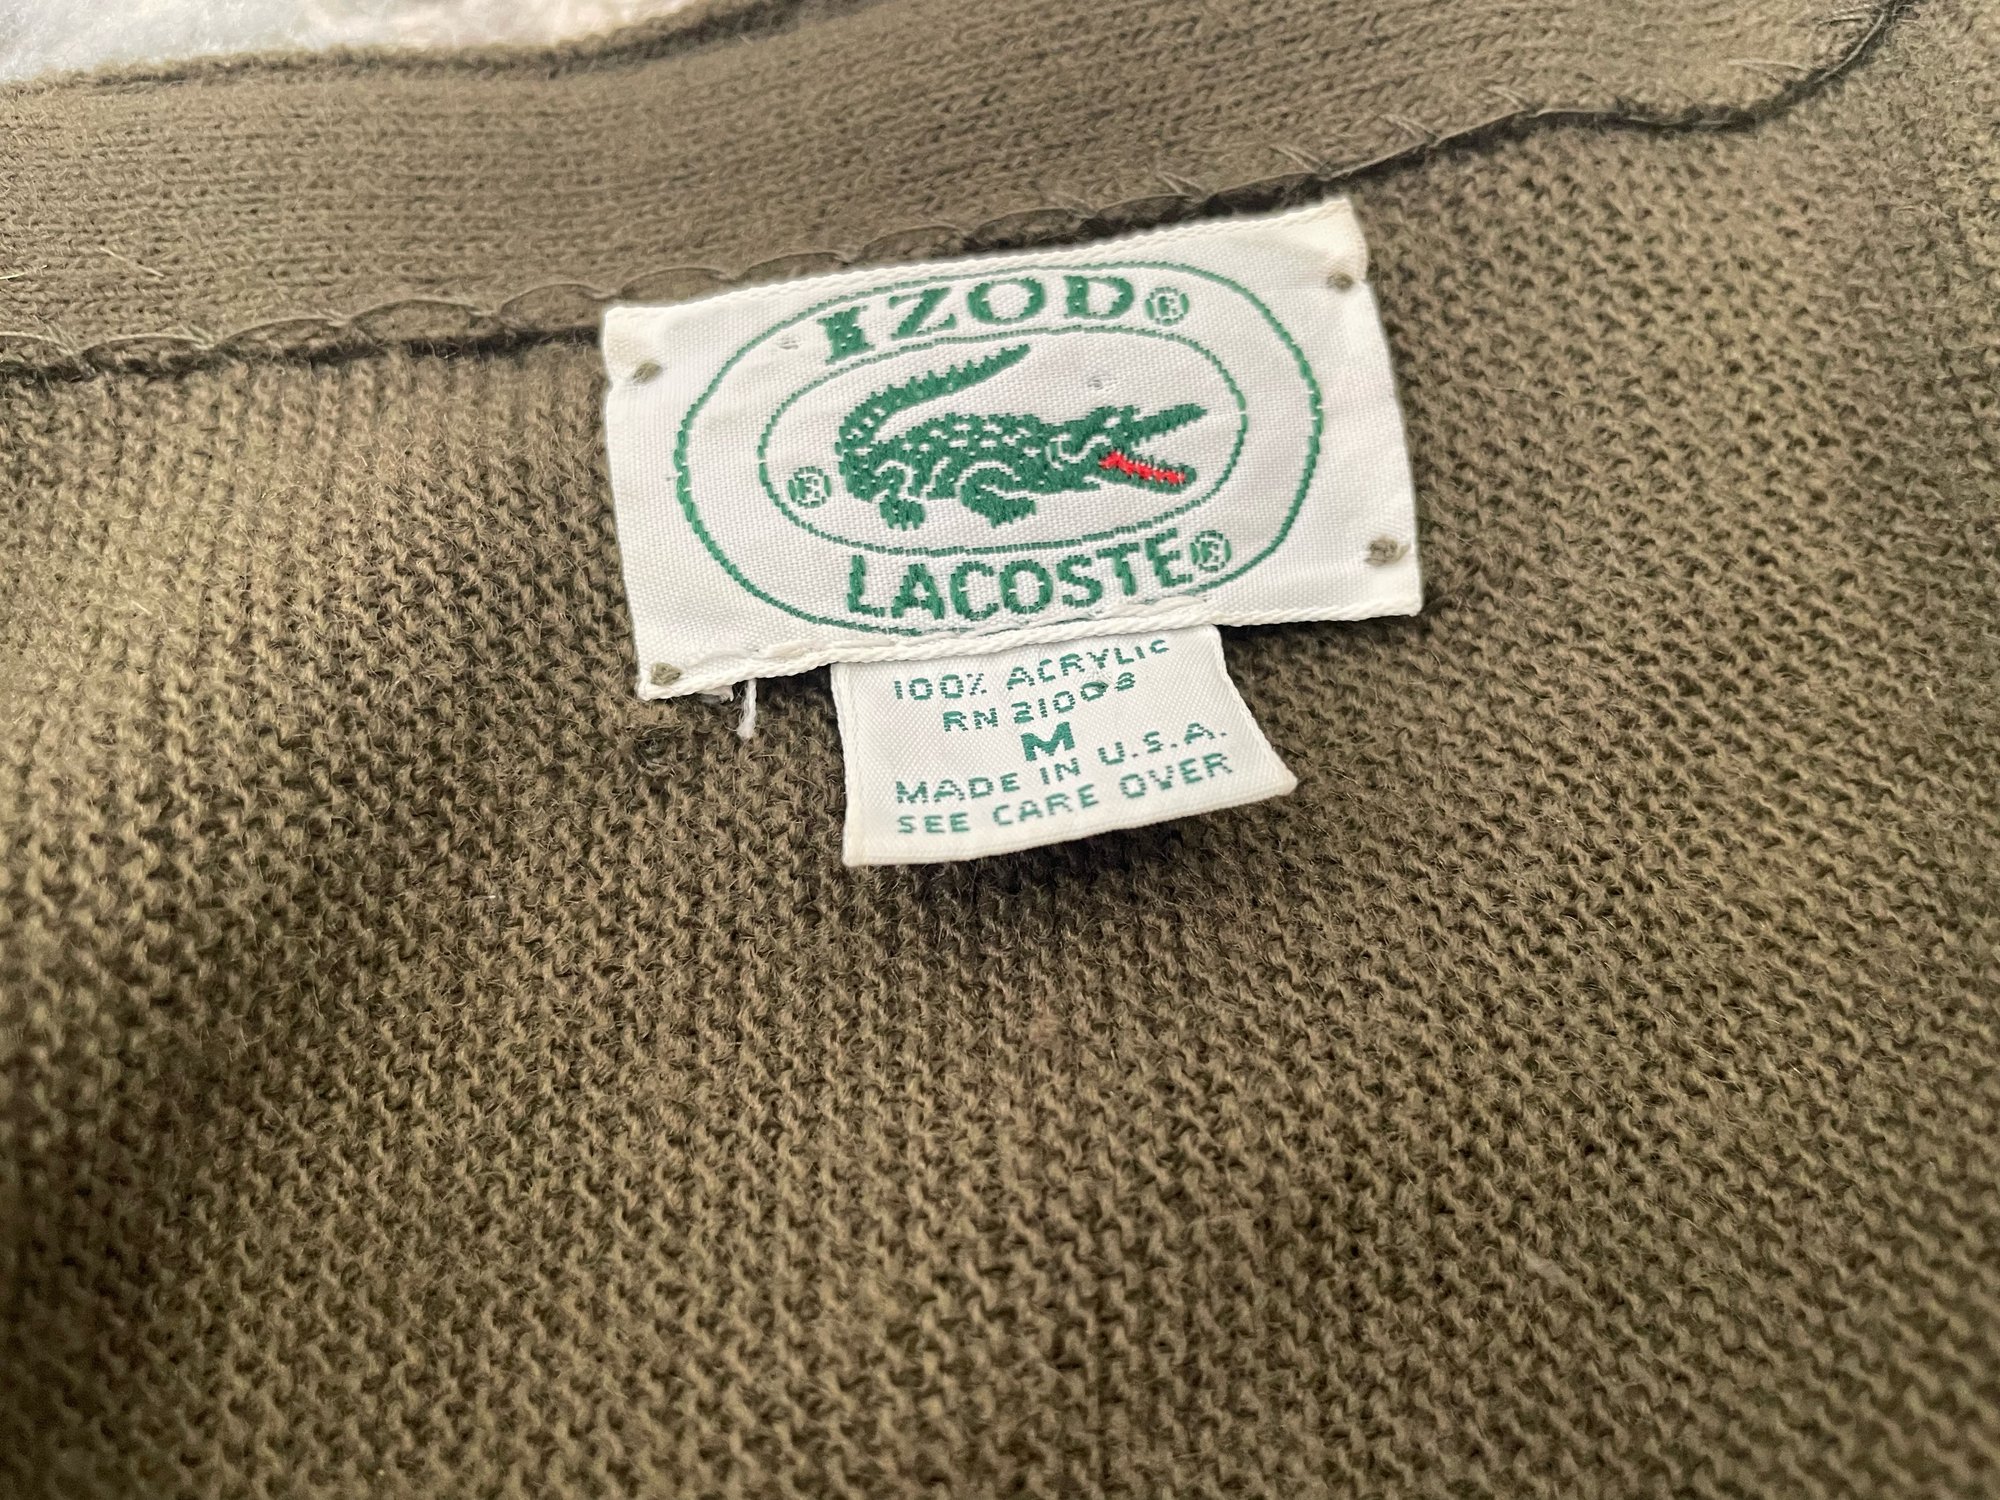 IZOD®
®
LACOSTE®
100% ACRYLIC
RN 21008
M
MADE IN U.S.A.
SEE CARE OVER